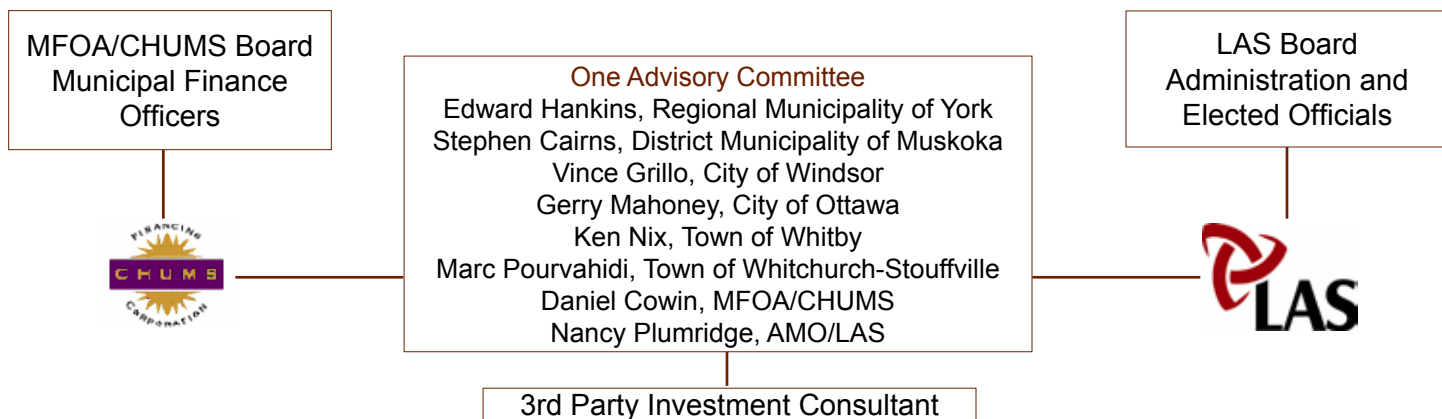 MFOA/CHUMS Board
Municipal Finance
Officers
One Advisory Committee
Edward Hankins, Regional Municipality of York
Stephen Cairns, District Municipality of Muskoka
Vince Grillo, City of Windsor
Gerry Mahoney, City of Ottawa
Ken Nix, Town of Whitby
Marc Pourvahidi, Town of Whitchurch-Stouffville
Daniel Cowin, MFOA/CHUMS
Nancy Plumridge, AMO/LAS
LAS Board
Administration and
Elected Officials
FINANCING
CHUMS
CORPORATION
LAS
3rd Party Investment Consultant